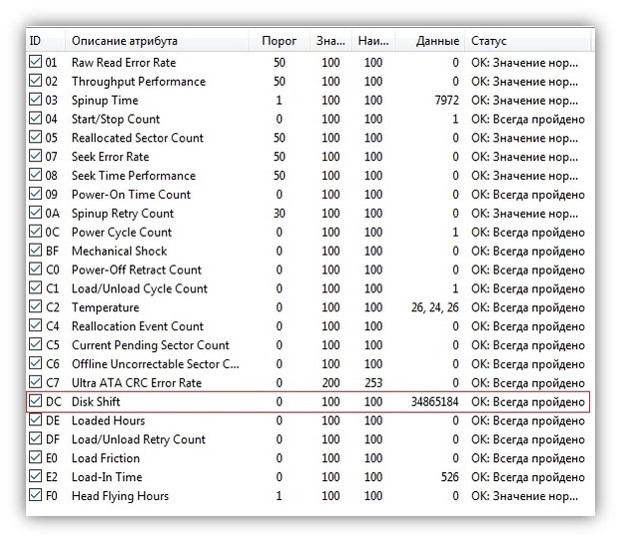 ID Описание атрибута Порог Зна... Наи... Данные Статус
01 Raw Read Error Rate 50 100 100 0 OK: Значение нор...
02 Throughput Performance 50 100 100 0 OK: Значение нор...
03 Spinup Time 1 100 100 7972 OK: Значение нор...
04 Start/Stop Count 0 100 100 1 OK: Всегда пройдено
05 Reallocated Sector Count 50 100 100 0 OK: Значение нор...
07 Seek Error Rate 50 100 100 0 OK: Значение нор...
08 Seek Time Performance 50 100 100 0 OK: Значение нор...
09 Power-On Time Count 0 100 100 0 OK: Всегда пройдено
0A Spinup Retry Count 30 100 100 0 OK: Значение нор...
0C Power Cycle Count 0 100 100 1 OK: Всегда пройдено
BF Mechanical Shock 0 100 100 0 OK: Всегда пройдено
C0 Power-Off Retract Count 0 100 100 0 OK: Всегда пройдено
C1 Load/Unload Cycle Count 0 100 100 1 OK: Всегда пройдено
C2 Temperature 0 100 100 26, 24, 26 OK: Всегда пройдено
C4 Reallocation Event Count 0 100 100 0 OK: Всегда пройдено
C5 Current Pending Sector Count 0 100 100 0 OK: Всегда пройдено
C6 Offline Uncorrectable Sector C... 0 100 100 0 OK: Всегда пройдено
C7 Ultra ATA CRC Error Rate 0 200 253 0 OK: Всегда пройдено
DC Disk Shift 0 100 100 34865184 OK: Всегда пройдено
DE Loaded Hours 0 100 100 0 OK: Всегда пройдено
DF Load/Unload Retry Count 0 100 100 0 OK: Всегда пройдено
E0 Load Friction 0 100 100 0 OK: Всегда пройдено
E2 Load-In Time 0 100 100 526 OK: Всегда пройдено
F0 Head Flying Hours 1 100 100 0 OK: Значение нор...